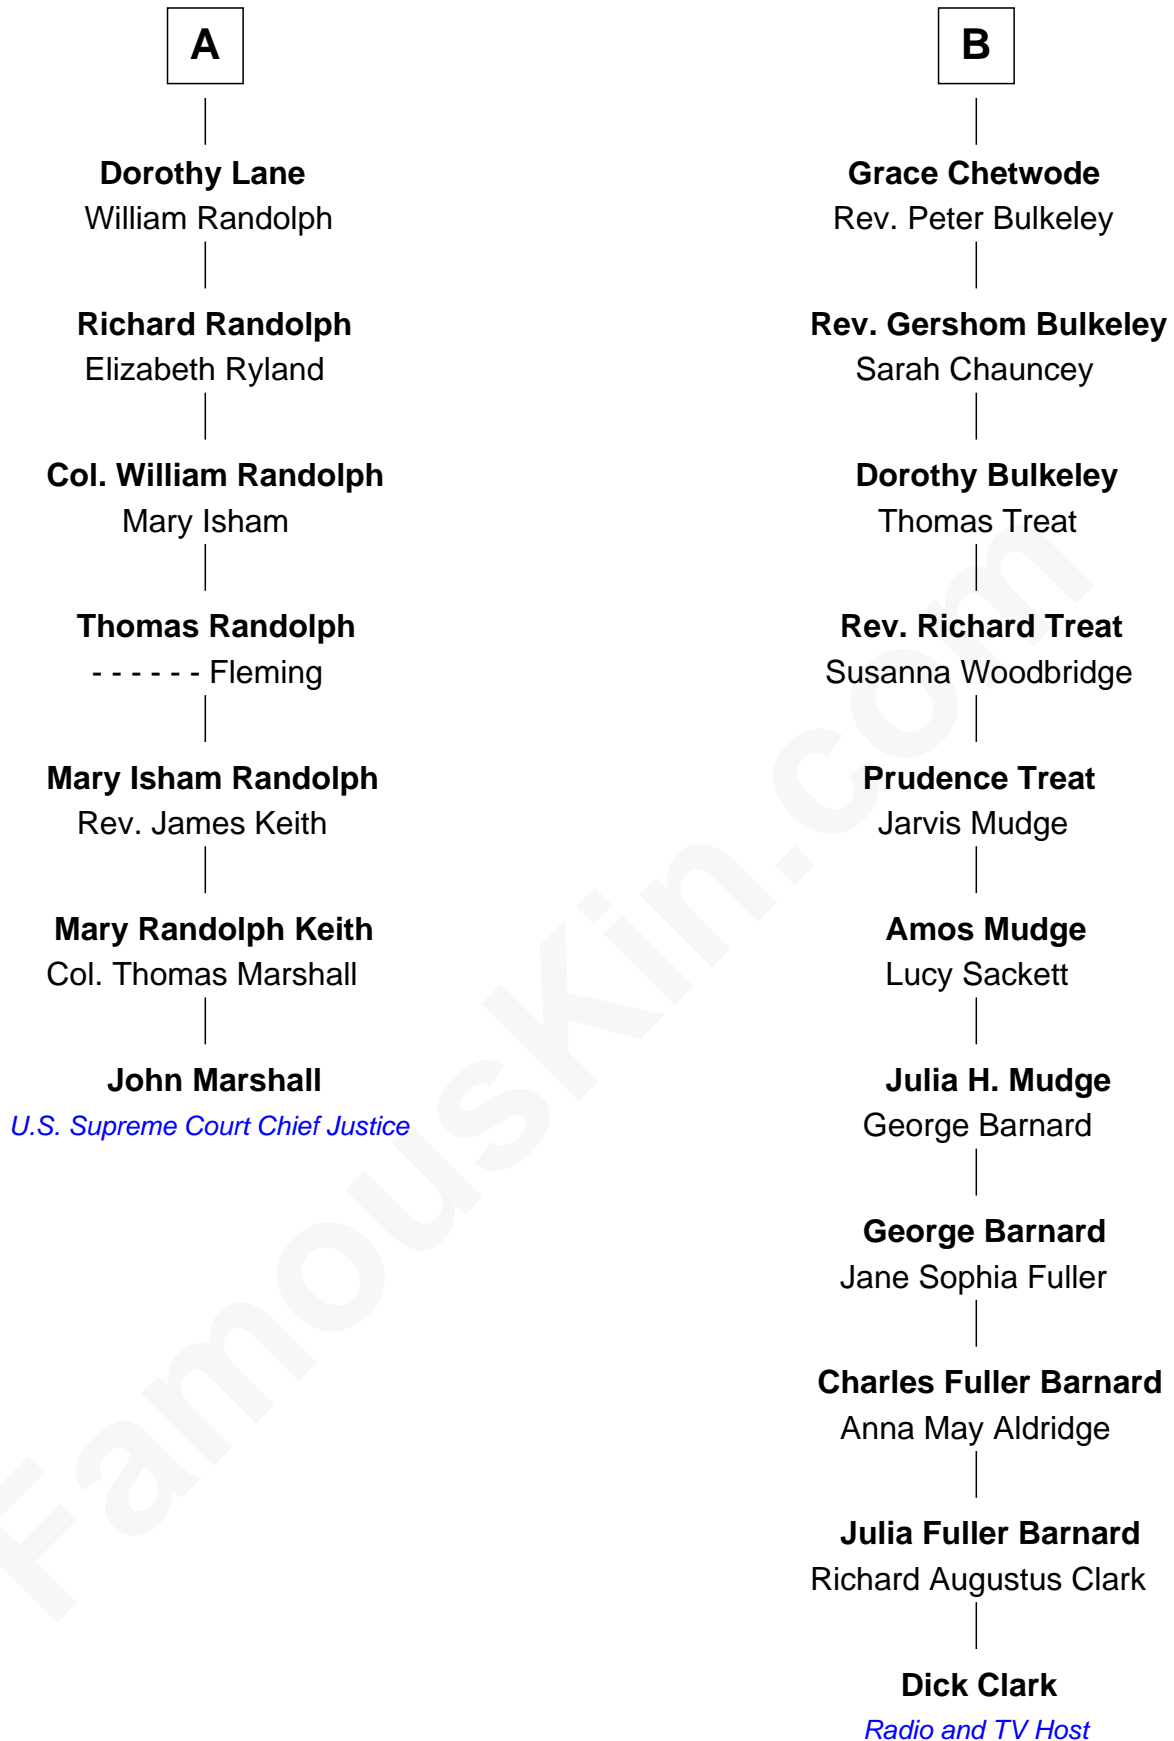 A
Dorothy Lane
William Randolph
Richard Randolph
Elizabeth Ryland
Col. William Randolph
Mary Isham
Thomas Randolph
- - - - - - Fleming
Mary Isham Randolph
Rev. James Keith
Mary Randolph Keith
Col. Thomas Marshall
John Marshall
U.S. Supreme Court Chief Justice
B
Grace Chetwode
Rev. Peter Bulkeley
Rev. Gershom Bulkeley
Sarah Chauncey
Dorothy Bulkeley
Thomas Treat
Rev. Richard Treat
Susanna Woodbridge
Prudence Treat
Jarvis Mudge
Amos Mudge
Lucy Sackett
Julia H. Mudge
George Barnard
George Barnard
Jane Sophia Fuller
Charles Fuller Barnard
Anna May Aldridge
Julia Fuller Barnard
Richard Augustus Clark
Dick Clark
Radio and TV Host
FamousKin.com